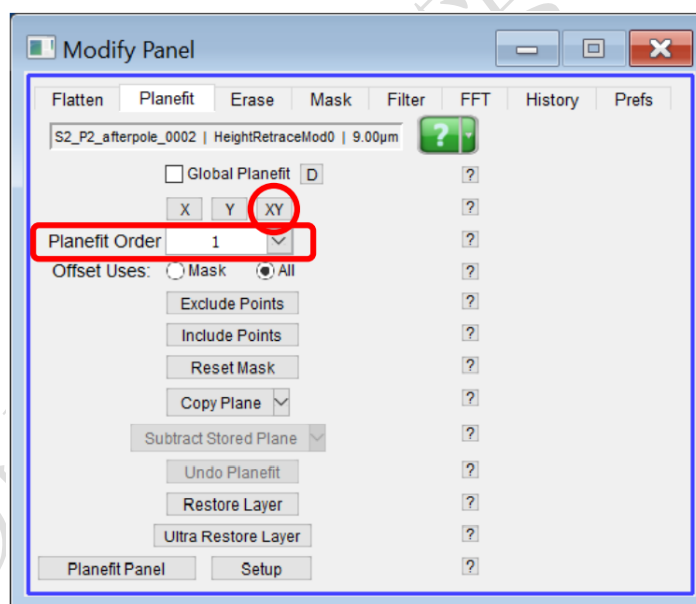 Modify Panel
Flatten Planefit Erase Mask Filter FFT History Prefs
S2_P2_afterpole_0002 | HeightRetraceMod0 | 9.00µm ?
Global Planefit D ?
X Y XY ?
Planefit Order 1 ?
Offset Uses: Mask All ?
Exclude Points ?
Include Points ?
Reset Mask ?
Copy Plane ?
Subtract Stored Plane ?
Undo Planefit ?
Restore Layer ?
Ultra Restore Layer ?
Planefit Panel Setup ?